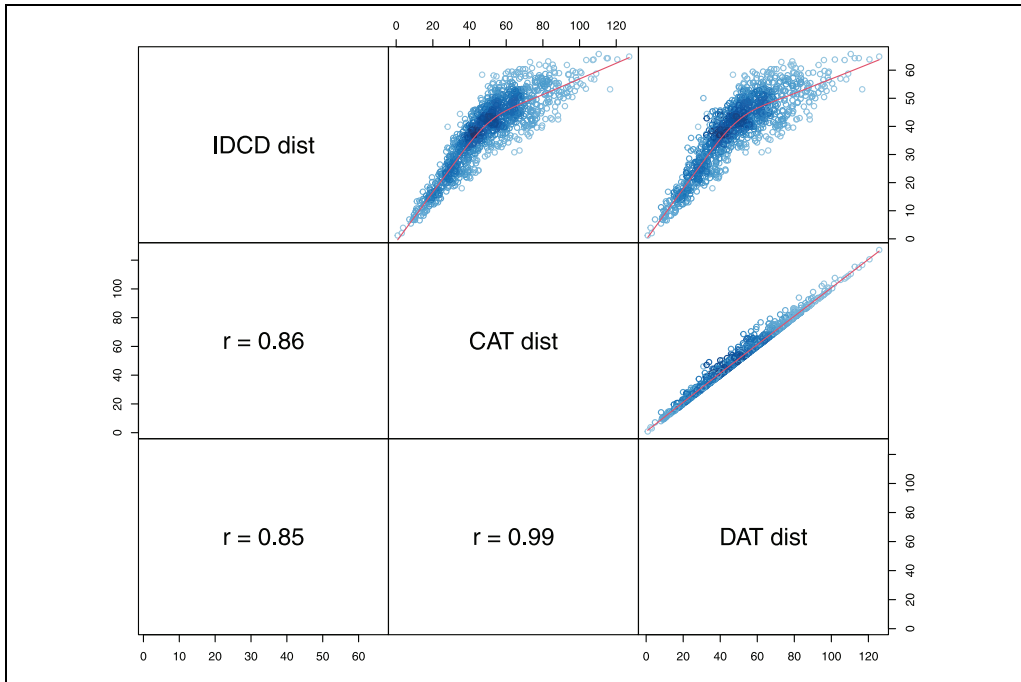 0 20 40 60 80 100 120
IDCD dist
0 10 20 30 40 50 60
0 20 40 60 80 100
r = 0.86
CAT dist
r = 0.85
r = 0.99
DAT dist
0 20 40 60 80 100
0 10 20 30 40 50 60
0 20 40 60 80 100 120